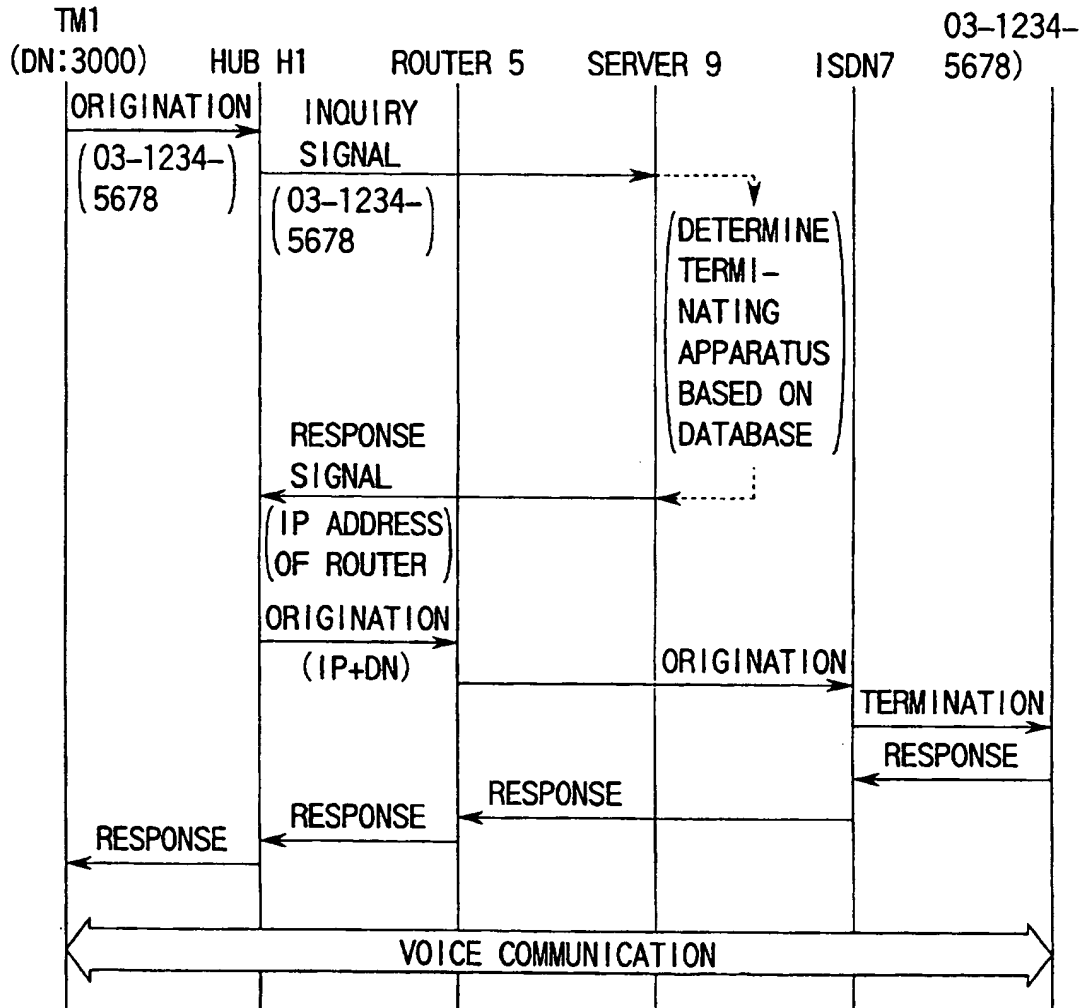 TM1
(DN:3000)
HUB H1
ROUTER 5
SERVER 9
ISDN7
03-1234-
5678)
ORIGINATION
(03-1234-
5678)
INQUIRY
SIGNAL
(03-1234-
5678)
(DETERMINE
TERMI-
NATING
APPARATUS
BASED ON
DATABASE)
RESPONSE
SIGNAL
(IP ADDRESS
OF ROUTER)
ORIGINATION
(IP+DN)
ORIGINATION
TERMINATION
RESPONSE
RESPONSE
RESPONSE
RESPONSE
VOICE COMMUNICATION